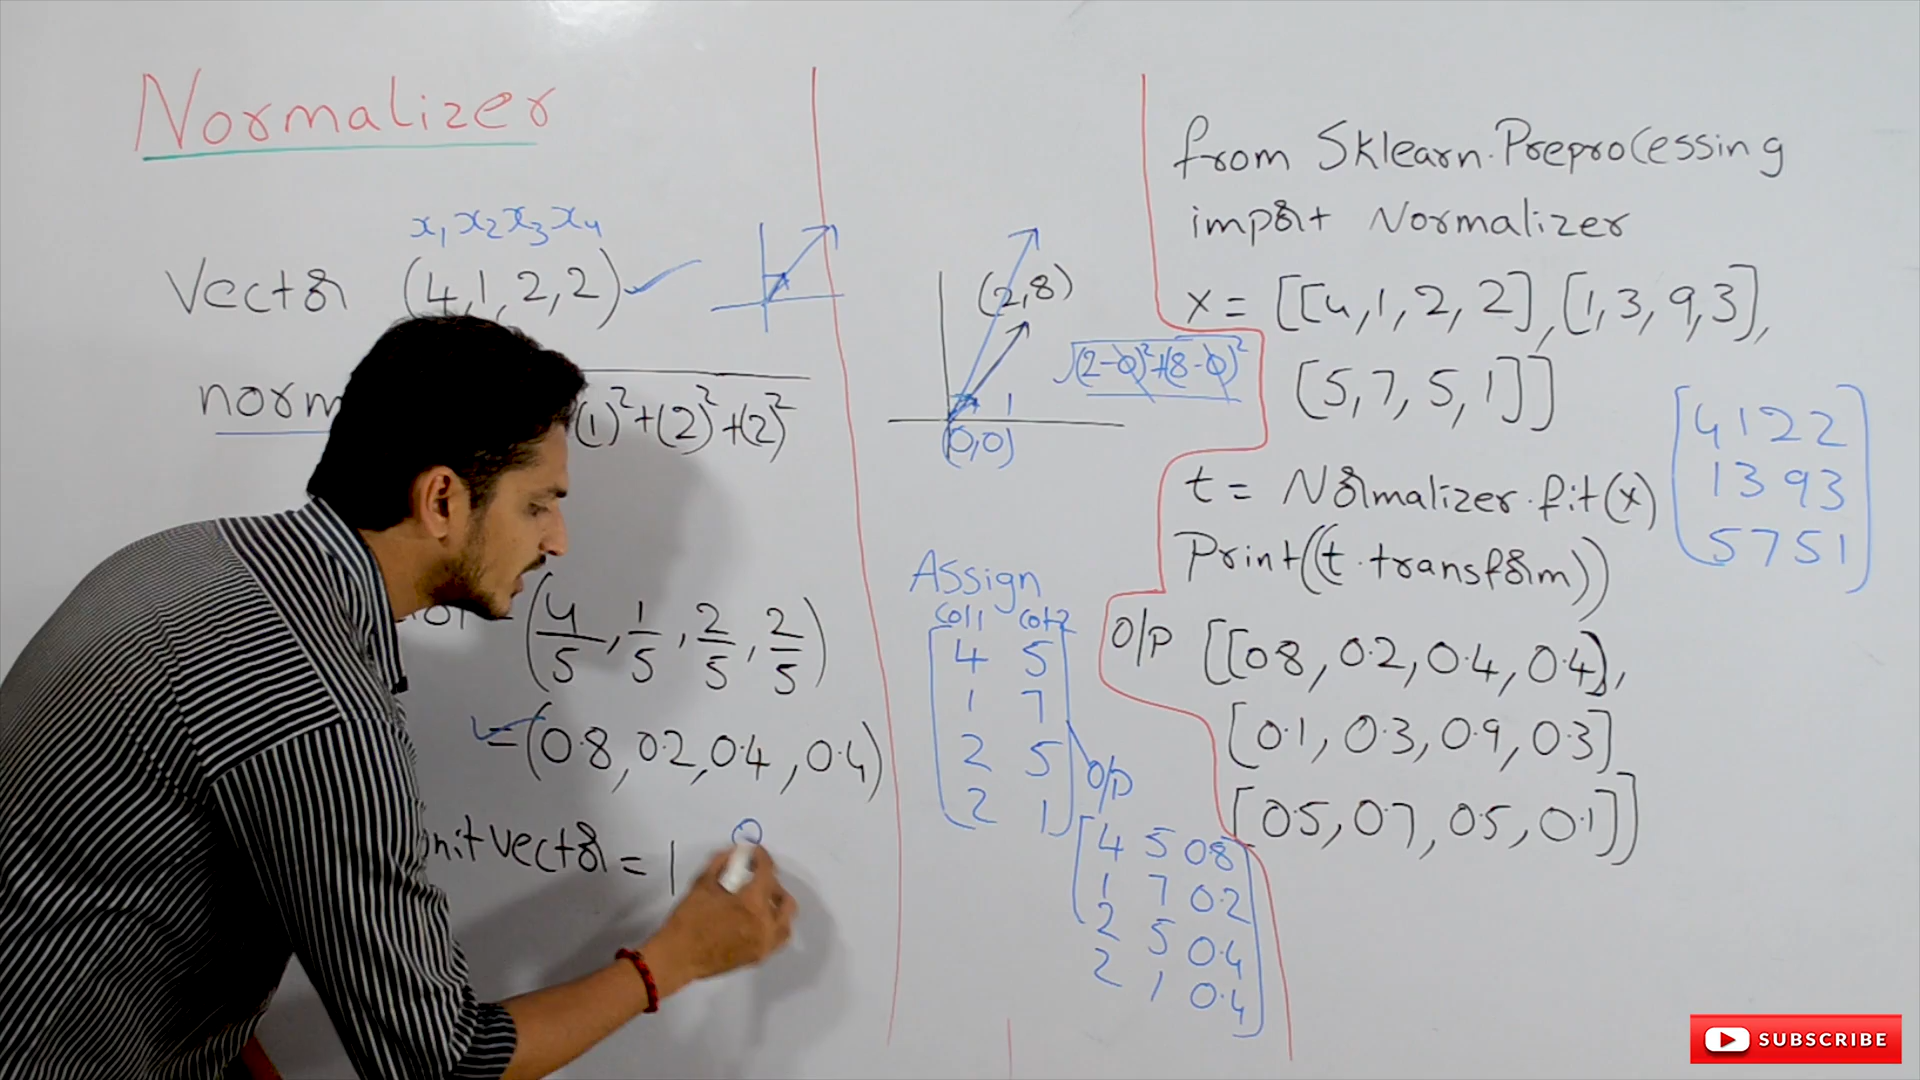 Normalizer
x1 x2 x3 x4
Vector (4,1,2,2)
norm
(1)²+(2)²+(2)²
(4/5, 1/5, 2/5, 2/5)
=(0.8, 0.2, 0.4, 0.4)
vector = 1
(2,8)
√(2-0)²+(8-0)²
1
(0,0)
Assign
Col1 Col2
4 5
1 7
2 5
2 1
O/P
4 5 0.8
1 7 0.2
2 5 0.4
2 1 0.4
from Sklearn.Preprocessing
import Normalizer
x = [[4,1,2,2],[1,3,9,3],
[5,7,5,1]]
t = Normalizer.fit(x)
Print((t.transform))
4 1 2 2
1 3 9 3
5 7 5 1
O/P [[0.8, 0.2, 0.4, 0.4],
[0.1, 0.3, 0.9, 0.3]
[0.5, 0.7, 0.5, 0.1]]
SUBSCRIBE